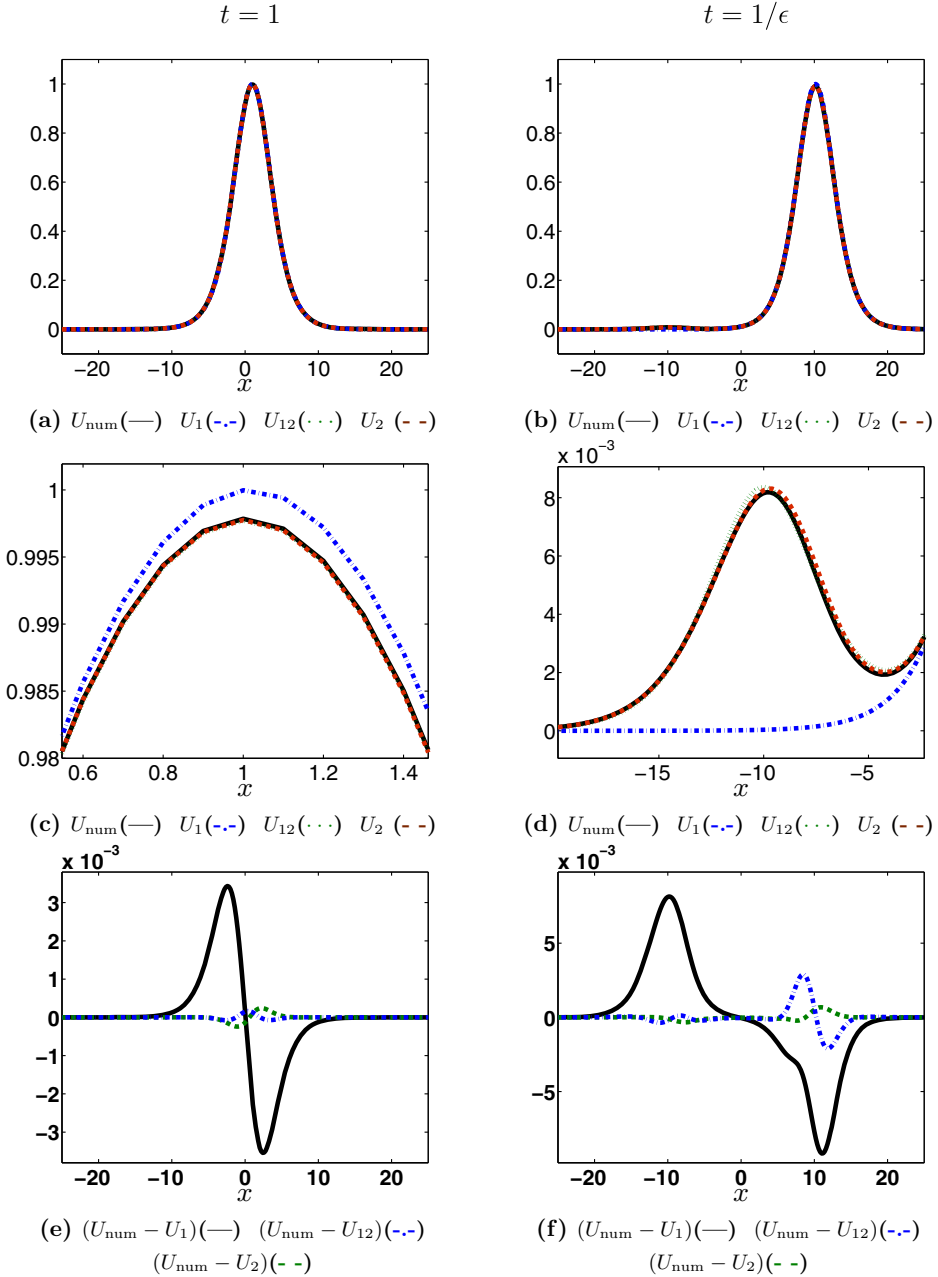 t = 1
t = 1/ϵ
1
0.8
0.6
0.4
0.2
0
−20 −10 0 10 20
x
(a) U_num(—) U_1(-.-) U_12(···) U_2 (- -)
1
0.8
0.6
0.4
0.2
0
−20 −10 0 10 20
x
(b) U_num(—) U_1(-.-) U_12(···) U_2 (- -)
1
0.995
0.99
0.985
0.98
0.6 0.8 1 1.2 1.4
x
(c) U_num(—) U_1(-.-) U_12(···) U_2 (- -)
x 10^−3
8
6
4
2
0
−15 −10 −5
x
(d) U_num(—) U_1(-.-) U_12(···) U_2 (- -)
x 10^−3
3
2
1
0
−1
−2
−3
−20 −10 0 10 20
x
(e) (U_num − U_1)(—) (U_num − U_12)(-.-)
(U_num − U_2)(- -)
x 10^−3
5
0
−5
−20 −10 0 10 20
x
(f) (U_num − U_1)(—) (U_num − U_12)(-.-)
(U_num − U_2)(- -)